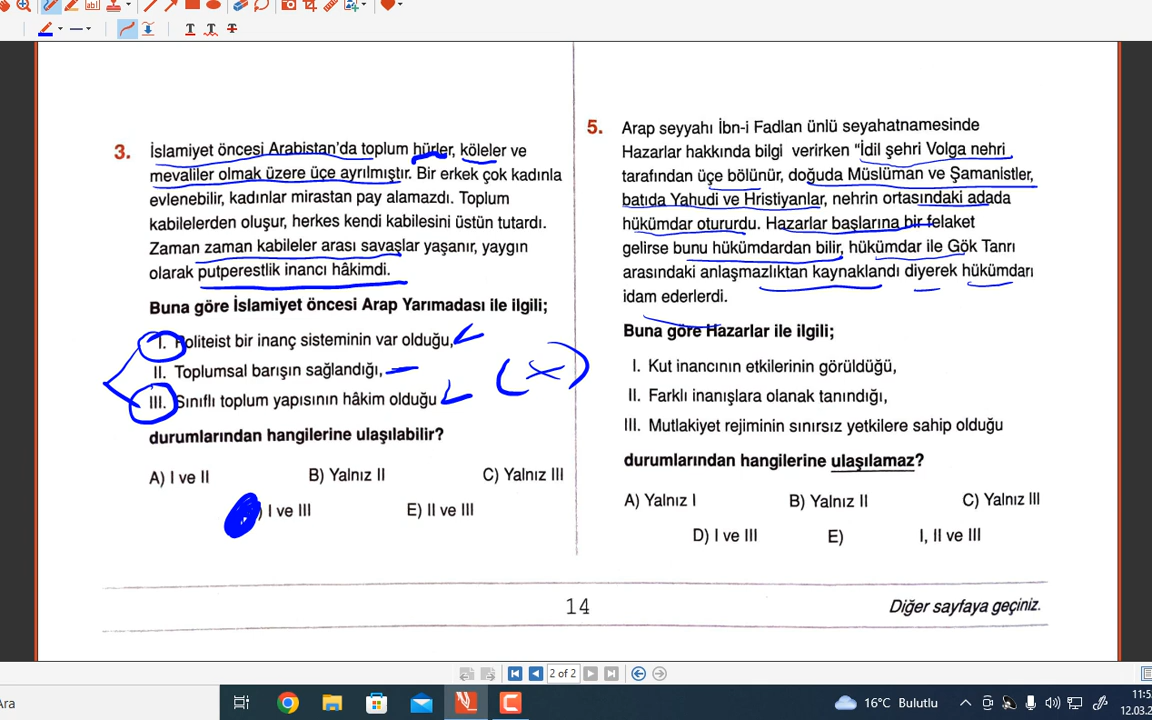 3. İslamiyet öncesi Arabistan'da toplum hürler, köleler ve
mevaliler olmak üzere üçe ayrılmıştır. Bir erkek çok kadınla
evlenebilir, kadınlar mirastan pay alamazdı. Toplum
kabilelerden oluşur, herkes kendi kabilesini üstün tutardı.
Zaman zaman kabileler arası savaşlar yaşanır, yaygın
olarak putperestlik inancı hâkimdi.
Buna göre İslamiyet öncesi Arap Yarımadası ile ilgili;
I. Politeist bir inanç sisteminin var olduğu,
II. Toplumsal barışın sağlandığı,
III. Sınıflı toplum yapısının hâkim olduğu
durumlarından hangilerine ulaşılabilir?
A) I ve II B) Yalnız II C) Yalnız III
) I ve III E) II ve III
(x)
5. Arap seyyahı İbn-i Fadlan ünlü seyahatnamesinde
Hazarlar hakkında bilgi verirken "İdil şehri Volga nehri
tarafından üçe bölünür, doğuda Müslüman ve Şamanistler,
batıda Yahudi ve Hristiyanlar, nehrin ortasındaki adada
hükümdar otururdu. Hazarlar başlarına bir felaket
gelirse bunu hükümdardan bilir, hükümdar ile Gök Tanrı
arasındaki anlaşmazlıktan kaynaklandı diyerek hükümdarı
idam ederlerdi.
Buna göre Hazarlar ile ilgili;
I. Kut inancının etkilerinin görüldüğü,
II. Farklı inanışlara olanak tanındığı,
III. Mutlakiyet rejiminin sınırsız yetkilere sahip olduğu
durumlarından hangilerine ulaşılamaz?
A) Yalnız I B) Yalnız II C) Yalnız III
D) I ve III E) I, II ve III
14
Diğer sayfaya geçiniz.
2 of 2
Ara
16°C Bulutlu
11:5
12.03.2